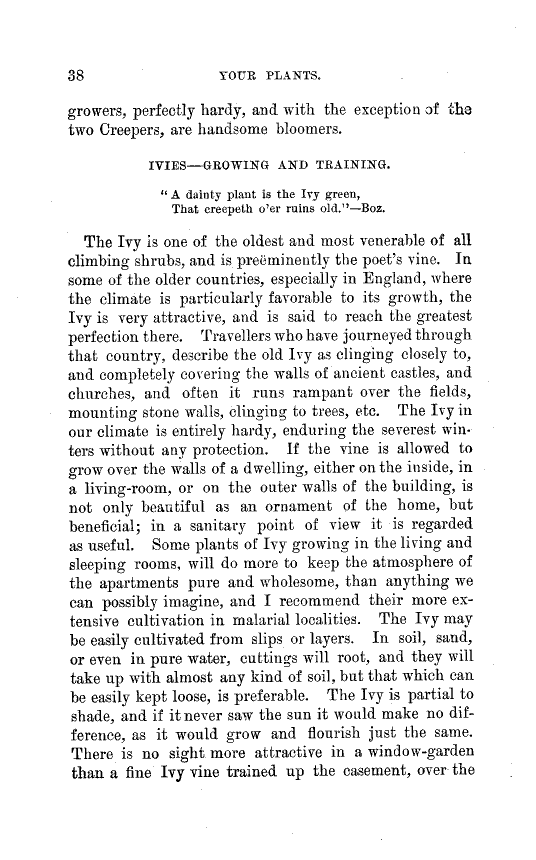 38 YOUR PLANTS.
growers, perfectly hardy, and with the exception of the
two Creepers, are handsome bloomers.
IVIES—GROWING AND TRAINING.
"A dainty plant is the Ivy green,
That creepeth o'er ruins old."—Boz.
The Ivy is one of the oldest and most venerable of all
climbing shrubs, and is preëminently the poet's vine. In
some of the older countries, especially in England, where
the climate is particularly favorable to its growth, the
Ivy is very attractive, and is said to reach the greatest
perfection there. Travellers who have journeyed through
that country, describe the old Ivy as clinging closely to,
and completely covering the walls of ancient castles, and
churches, and often it runs rampant over the fields,
mounting stone walls, clinging to trees, etc. The Ivy in
our climate is entirely hardy, enduring the severest win-
ters without any protection. If the vine is allowed to
grow over the walls of a dwelling, either on the inside, in
a living-room, or on the outer walls of the building, is
not only beautiful as an ornament of the home, but
beneficial; in a sanitary point of view it is regarded
as useful. Some plants of Ivy growing in the living and
sleeping rooms, will do more to keep the atmosphere of
the apartments pure and wholesome, than anything we
can possibly imagine, and I recommend their more ex-
tensive cultivation in malarial localities. The Ivy may
be easily cultivated from slips or layers. In soil, sand,
or even in pure water, cuttings will root, and they will
take up with almost any kind of soil, but that which can
be easily kept loose, is preferable. The Ivy is partial to
shade, and if it never saw the sun it would make no dif-
ference, as it would grow and flourish just the same.
There is no sight more attractive in a window-garden
than a fine Ivy vine trained up the casement, over the